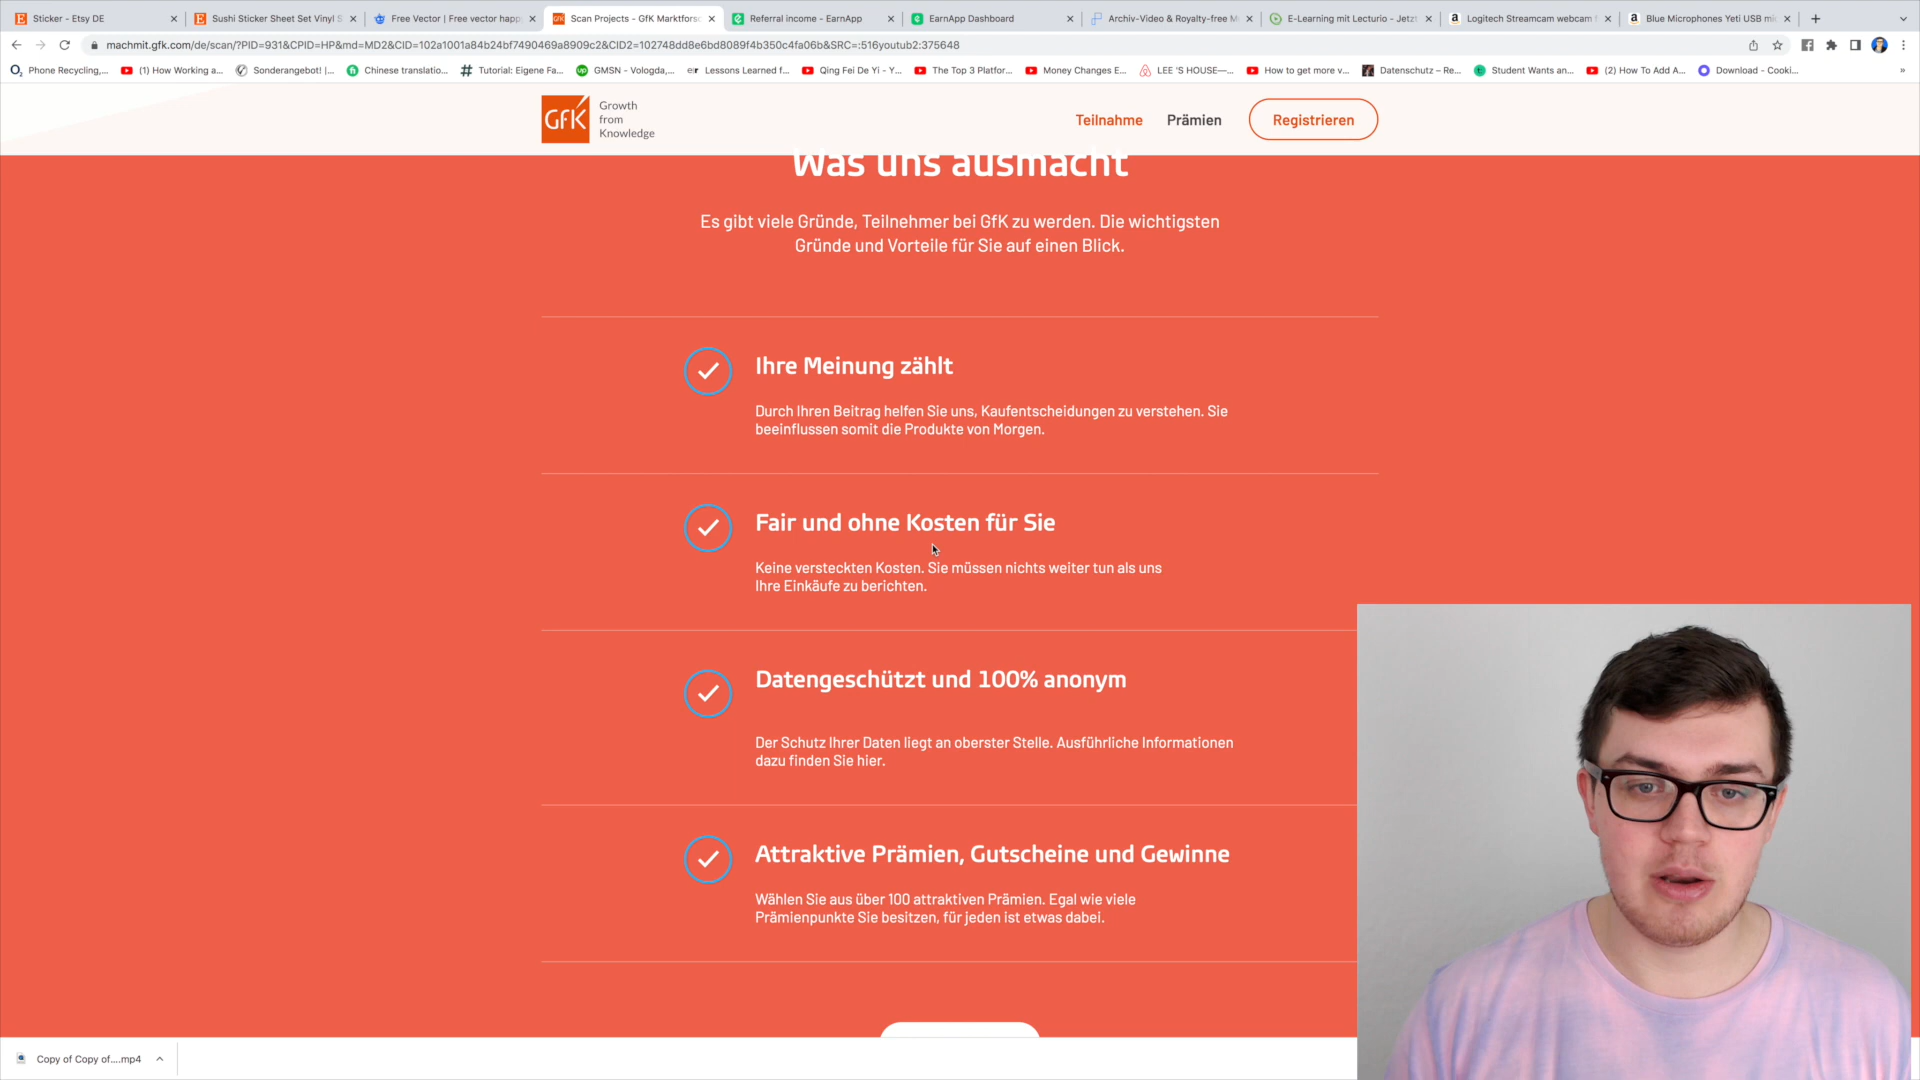 Sticker - Etsy DE
Sushi Sticker Sheet Set Vinyl S
Free Vector | Free vector happ
Scan Projects - GfK Marktfors
Referral income - EarnApp
EarnApp Dashboard
Archiv-Video & Royalty-free M
E-Learning mit Lecturio - Jetzt
Logitech Streamcam webcam
Blue Microphones Yeti USB mi
machmit.gfk.com/de/scan/?PID=931&CPID=HP&md=MD2&CID=102a1001a84b24bf7490469a8909c2&CID2=102748dd8e6bd8089f4b350c4fa06b&SRC=:516youtub2:375648
Phone Recycling,...
(1) How Working a...
Sonderangebot! |...
Chinese translatio...
Tutorial: Eigene Fa...
GMSN - Vologda,...
Lessons Learned f...
Qing Fei De Yi - Y...
The Top 3 Platfor...
Money Changes E...
LEE 'S HOUSE—...
How to get more v...
Datenschutz – Re...
Student Wants an...
(2) How To Add A...
Download - Cooki...
GfK
Growth
from
Knowledge
Teilnahme
Prämien
Registrieren
Was uns ausmacht
Es gibt viele Gründe, Teilnehmer bei GfK zu werden. Die wichtigsten
Gründe und Vorteile für Sie auf einen Blick.
Ihre Meinung zählt
Durch Ihren Beitrag helfen Sie uns, Kaufentscheidungen zu verstehen. Sie
beeinflussen somit die Produkte von Morgen.
Fair und ohne Kosten für Sie
Keine versteckten Kosten. Sie müssen nichts weiter tun als uns
Ihre Einkäufe zu berichten.
Datengeschützt und 100% anonym
Der Schutz Ihrer Daten liegt an oberster Stelle. Ausführliche Informationen
dazu finden Sie hier.
Attraktive Prämien, Gutscheine und Gewinne
Wählen Sie aus über 100 attraktiven Prämien. Egal wie viele
Prämienpunkte Sie besitzen, für jeden ist etwas dabei.
Copy of Copy of....mp4